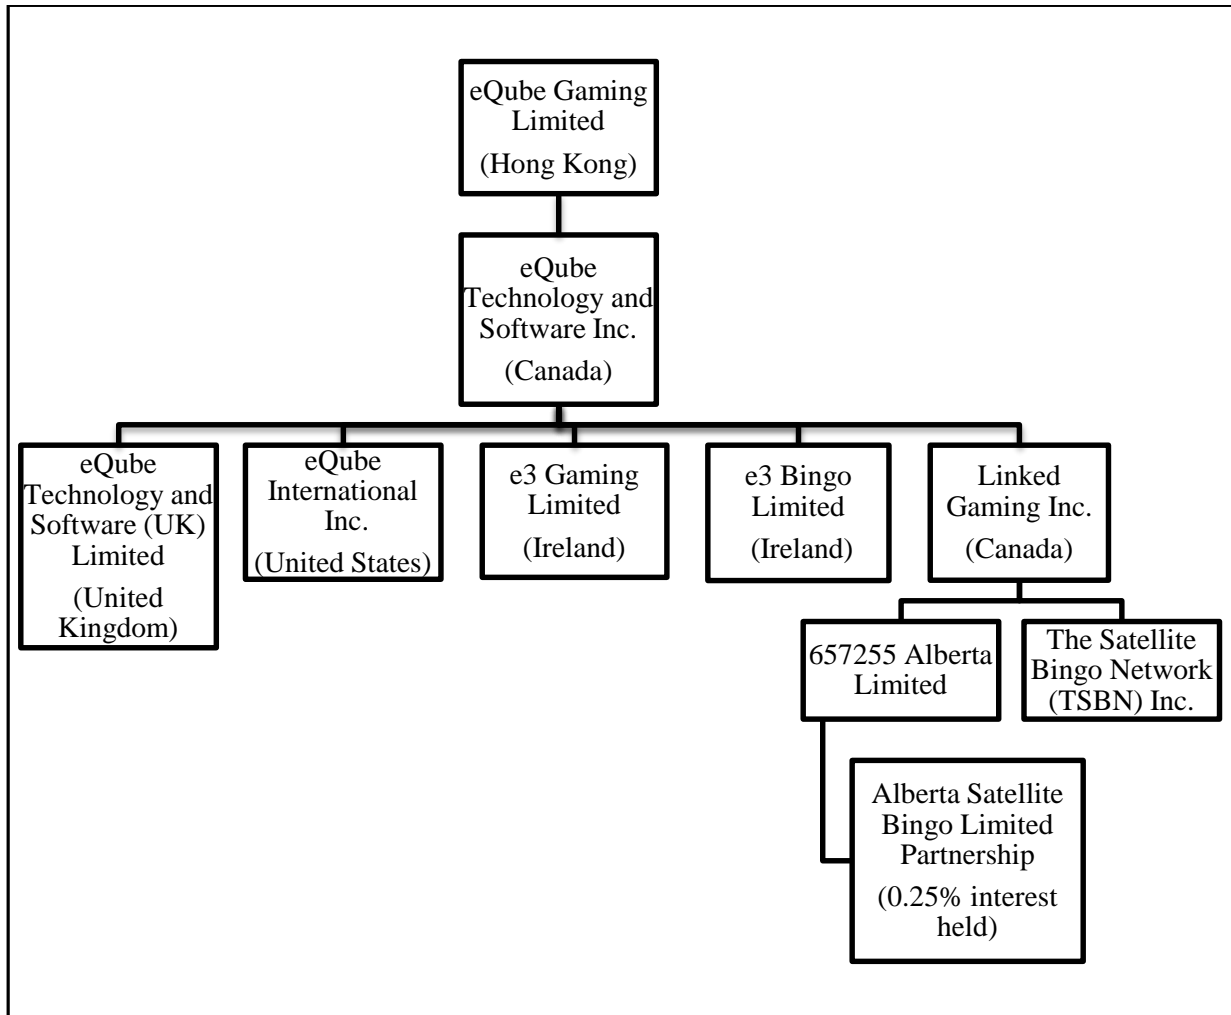 eQube Gaming
Limited
(Hong Kong)
eQube
Technology and
Software Inc.
(Canada)
eQube
Technology and
Software (UK)
Limited
(United
Kingdom)
eQube
International
Inc.
(United States)
e3 Gaming
Limited
(Ireland)
e3 Bingo
Limited
(Ireland)
Linked
Gaming Inc.
(Canada)
657255 Alberta
Limited
The Satellite
Bingo Network
(TSBN) Inc.
Alberta Satellite
Bingo Limited
Partnership
(0.25% interest
held)